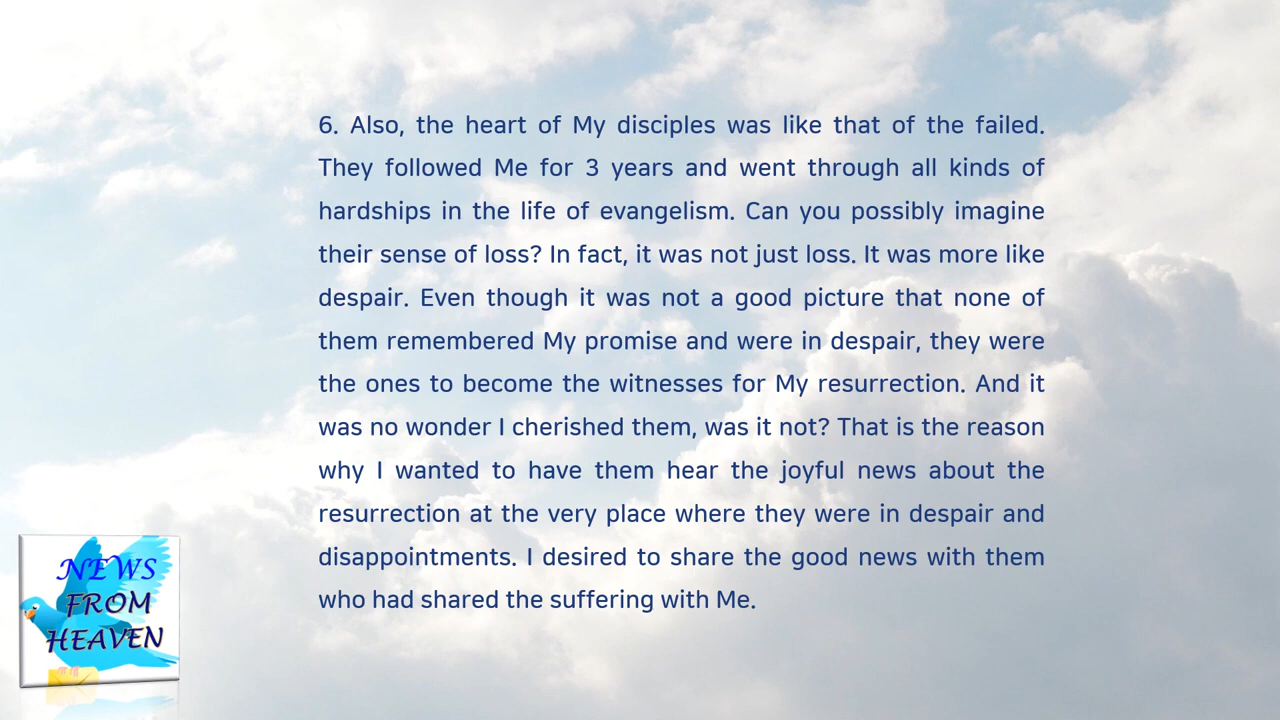 6. Also, the heart of My disciples was like that of the failed.
They followed Me for 3 years and went through all kinds of
hardships in the life of evangelism. Can you possibly imagine
their sense of loss? In fact, it was not just loss. It was more like
despair. Even though it was not a good picture that none of
them remembered My promise and were in despair, they were
the ones to become the witnesses for My resurrection. And it
was no wonder I cherished them, was it not? That is the reason
why I wanted to have them hear the joyful news about the
resurrection at the very place where they were in despair and
disappointments. I desired to share the good news with them
who had shared the suffering with Me.
NEWS
FROM
HEAVEN